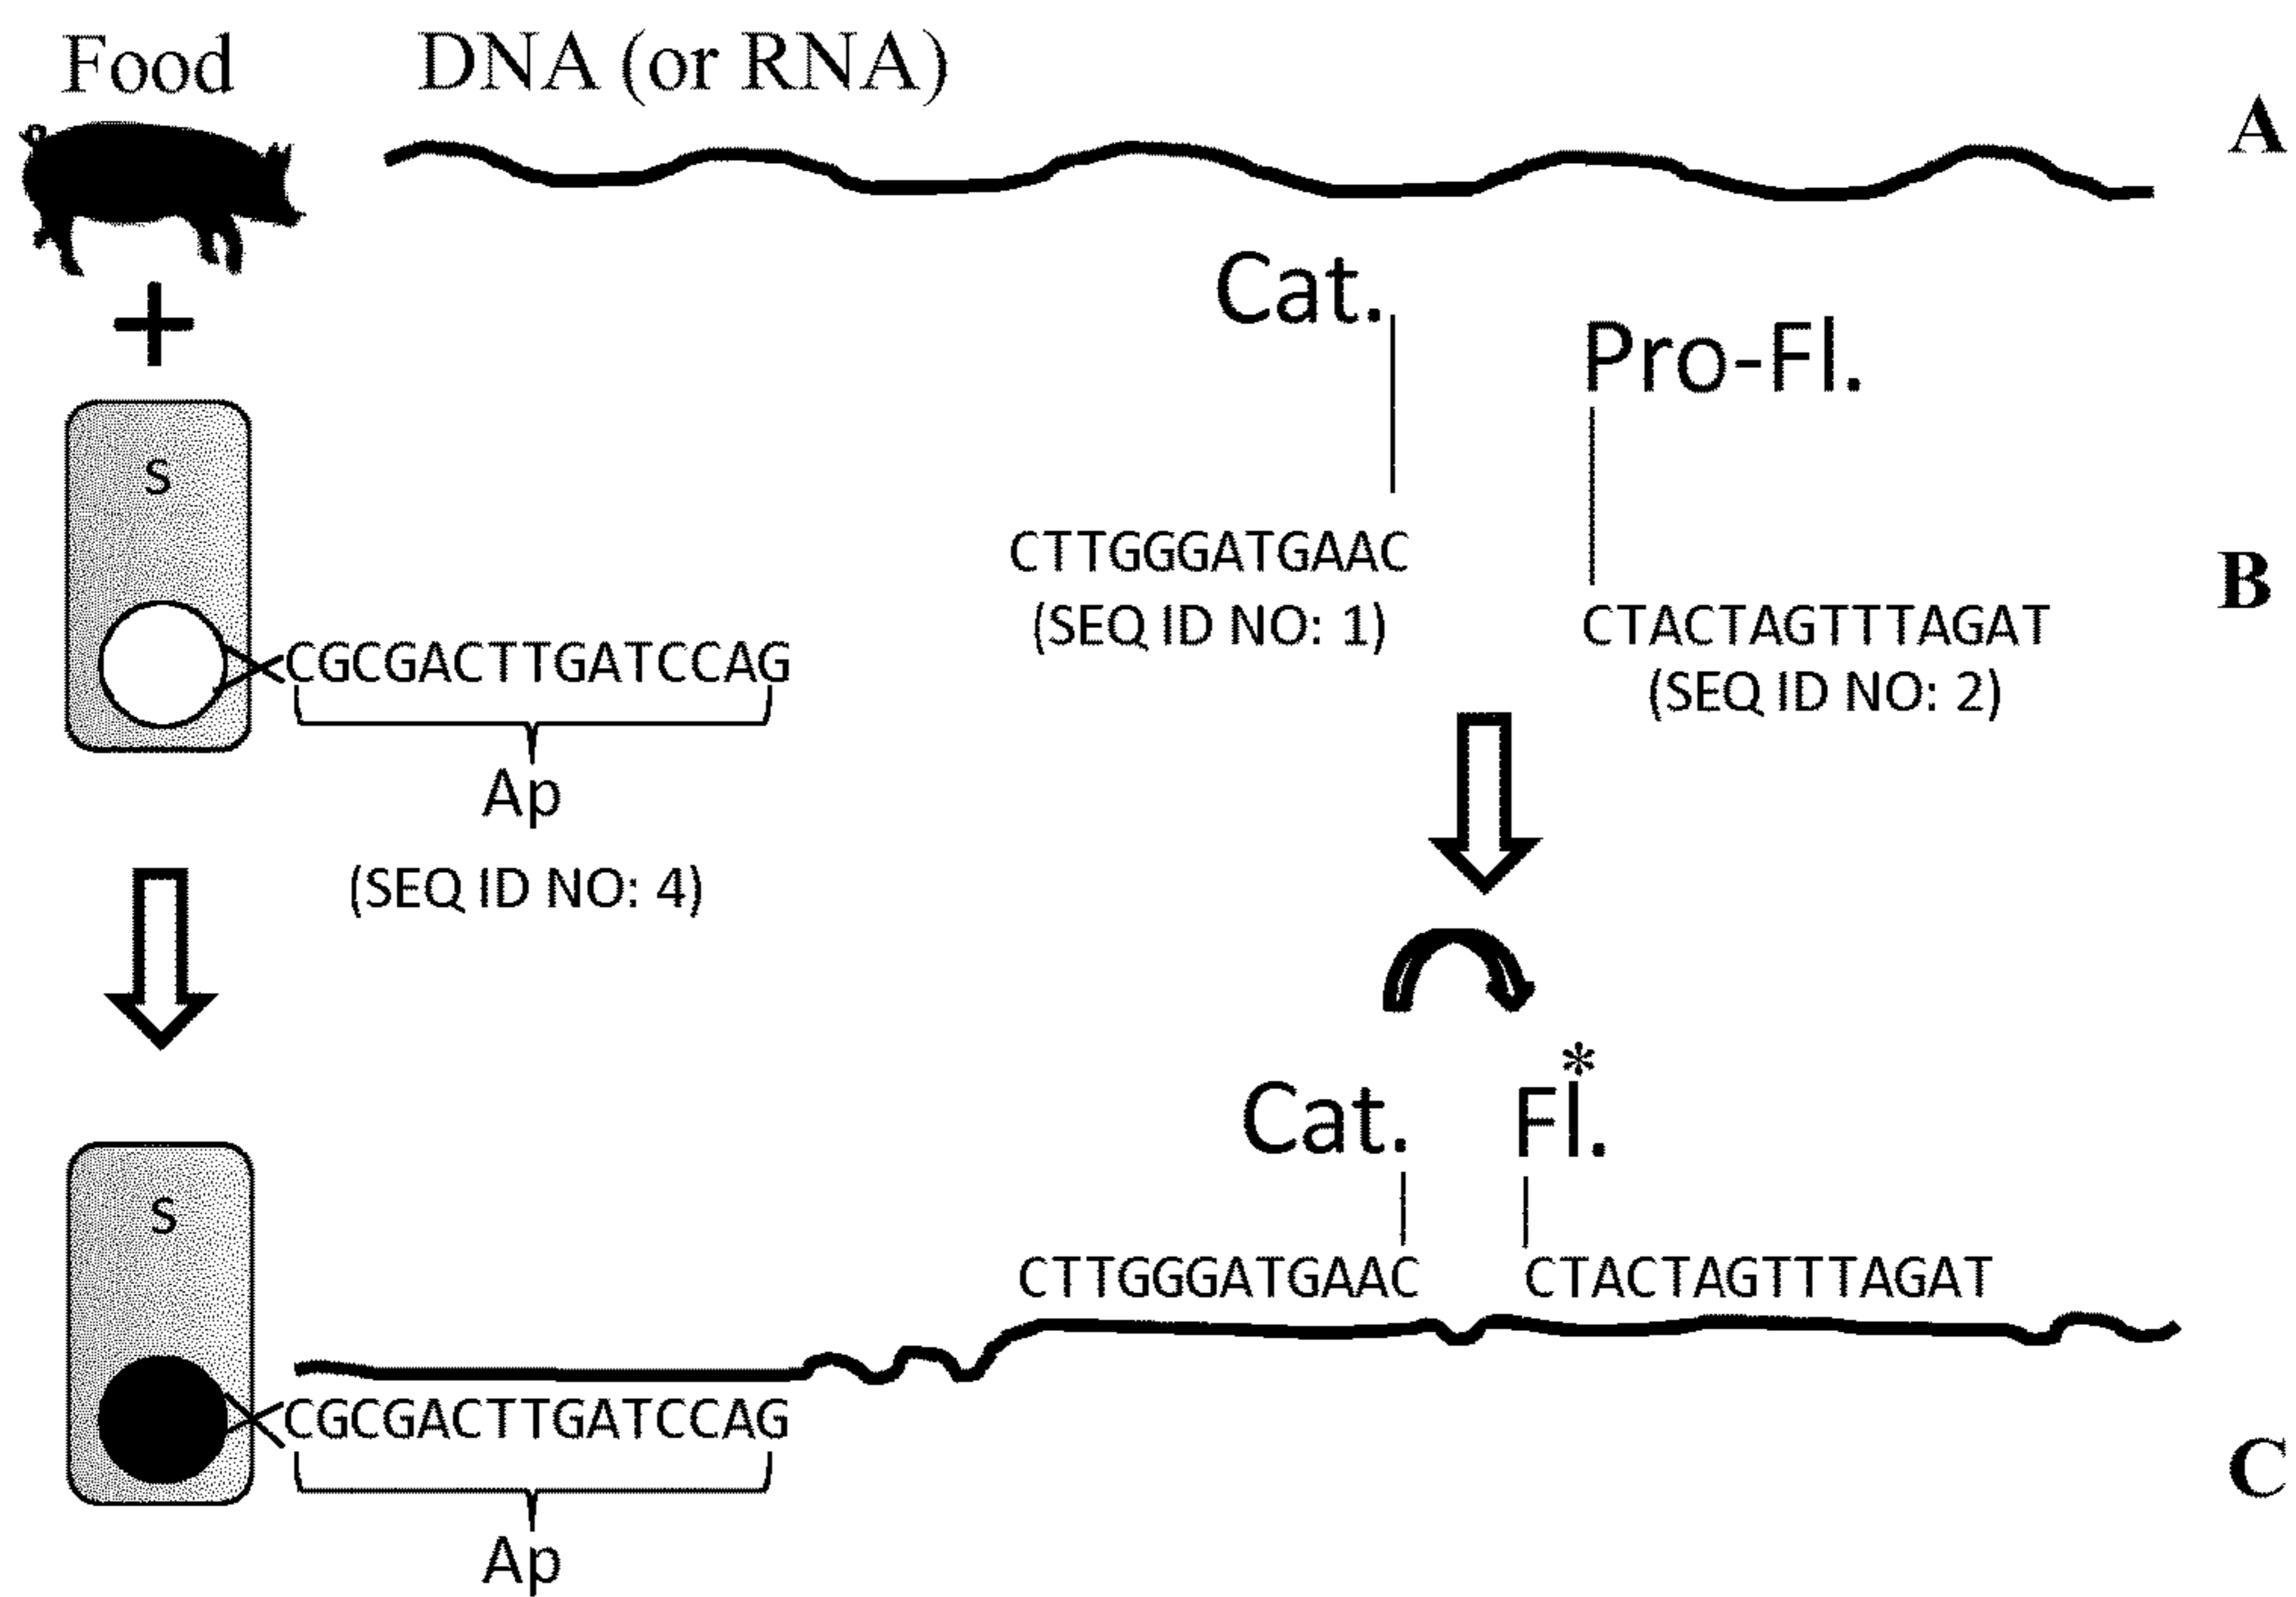 Food
DNA (or RNA)
A
Cat.
Pro-Fl.
S
CTTGGGATGAAC
(SEQ ID NO: 1)
B
CTACTAGTTTAGAT
(SEQ ID NO: 2)
CGCGACTTGATCCAG
Ap
(SEQ ID NO: 4)
Cat.
Fl.*
S
CTTGGGATGAAC
CTACTAGTTTAGAT
CGCGACTTGATCCAG
C
Ap